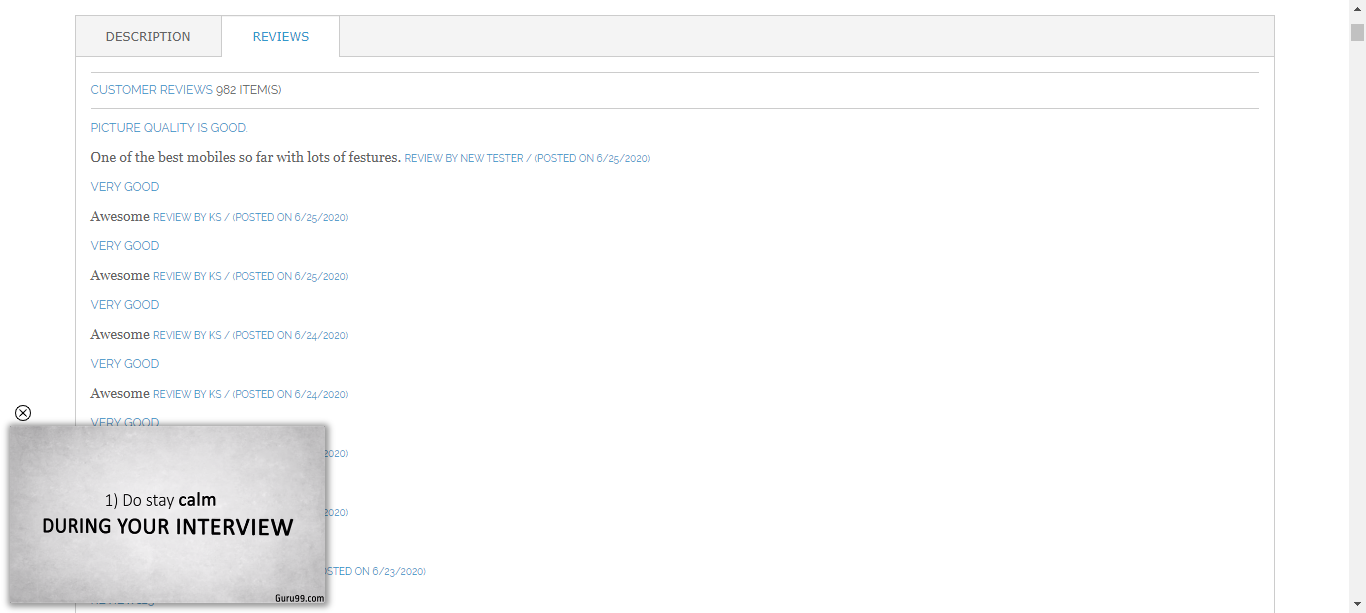 DESCRIPTION
REVIEWS
CUSTOMER REVIEWS 982 ITEM(S)
PICTURE QUALITY IS GOOD.
One of the best mobiles so far with lots of festures. REVIEW BY NEW TESTER / (POSTED ON 6/25/2020)
VERY GOOD
Awesome REVIEW BY KS / (POSTED ON 6/25/2020)
VERY GOOD
Awesome REVIEW BY KS / (POSTED ON 6/25/2020)
VERY GOOD
Awesome REVIEW BY KS / (POSTED ON 6/24/2020)
VERY GOOD
Awesome REVIEW BY KS / (POSTED ON 6/24/2020)
VERY GOOD
2020)
2020)
OSTED ON 6/23/2020)
1) Do stay calm
DURING YOUR INTERVIEW
Guru99.com